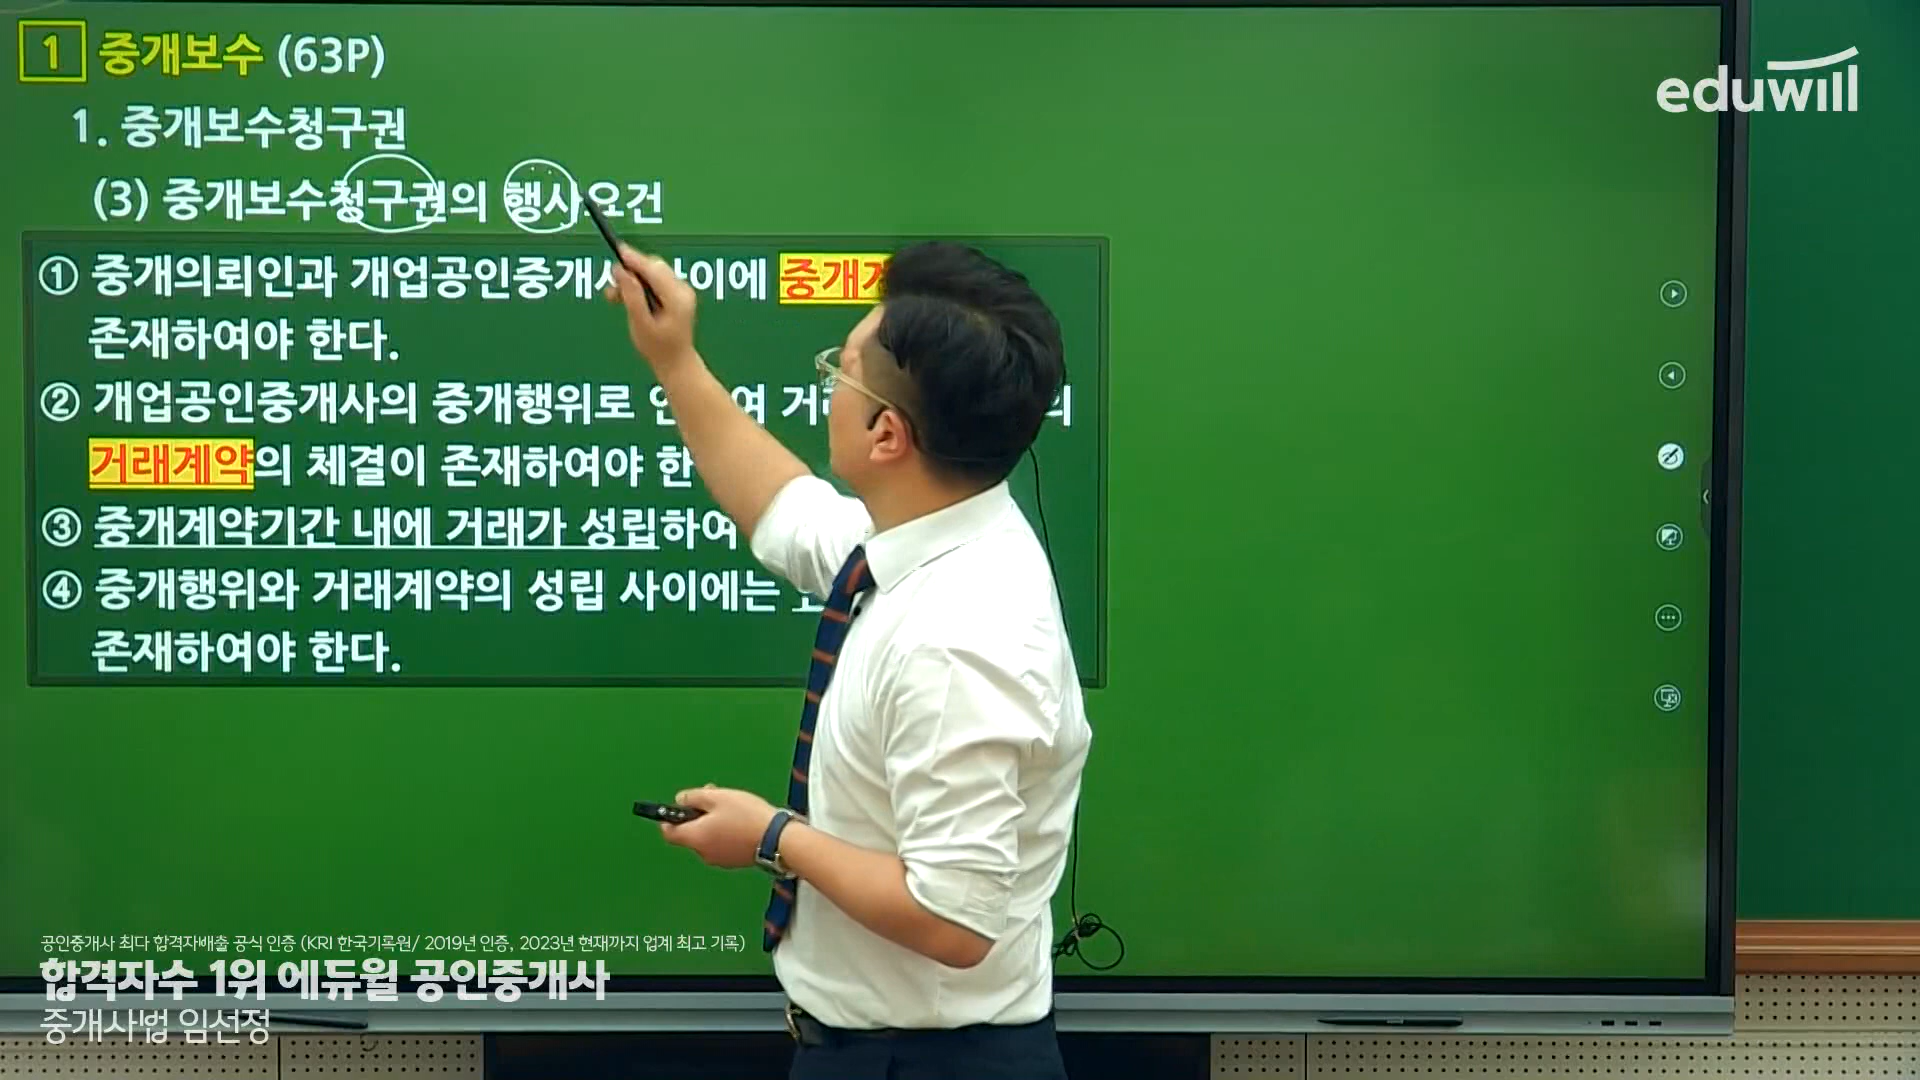 1 중개보수 (63P)
eduwill
1. 중개보수청구권
(3) 중개보수청구권의 행사요건
① 중개의뢰인과 개업공인중개사 사이에
존재하여야 한다.
② 개업공인중개사의 중개행위로
거래계약의 체결이 존재하여야
③ 중개계약기간 내에 거래가 성립하여
④ 중개행위와 거래계약의 성립 사이에는
존재하여야 한다.
공인중개사 최다 합격자배출 공식 인증 (KRI 한국기록원/ 2019년 인증, 2023년 현재까지 업계 최고 기록)
합격자수 1위 에듀윌 공인중개사
중개사법 임선정